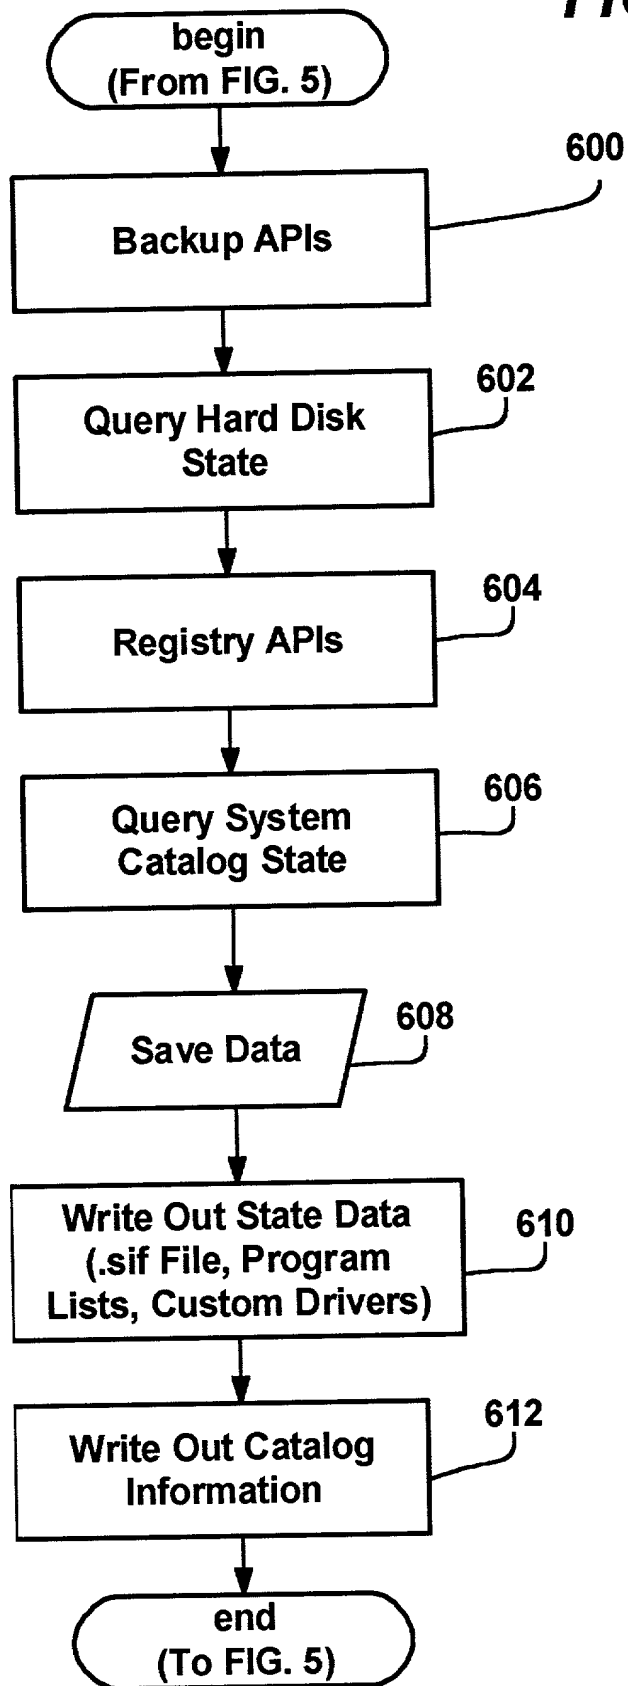 begin
(From FIG. 5)
600
Backup APIs
602
Query Hard Disk
State
604
Registry APIs
606
Query System
Catalog State
608
Save Data
610
Write Out State Data
(.sif File, Program
Lists, Custom Drivers)
612
Write Out Catalog
Information
end
(To FIG. 5)